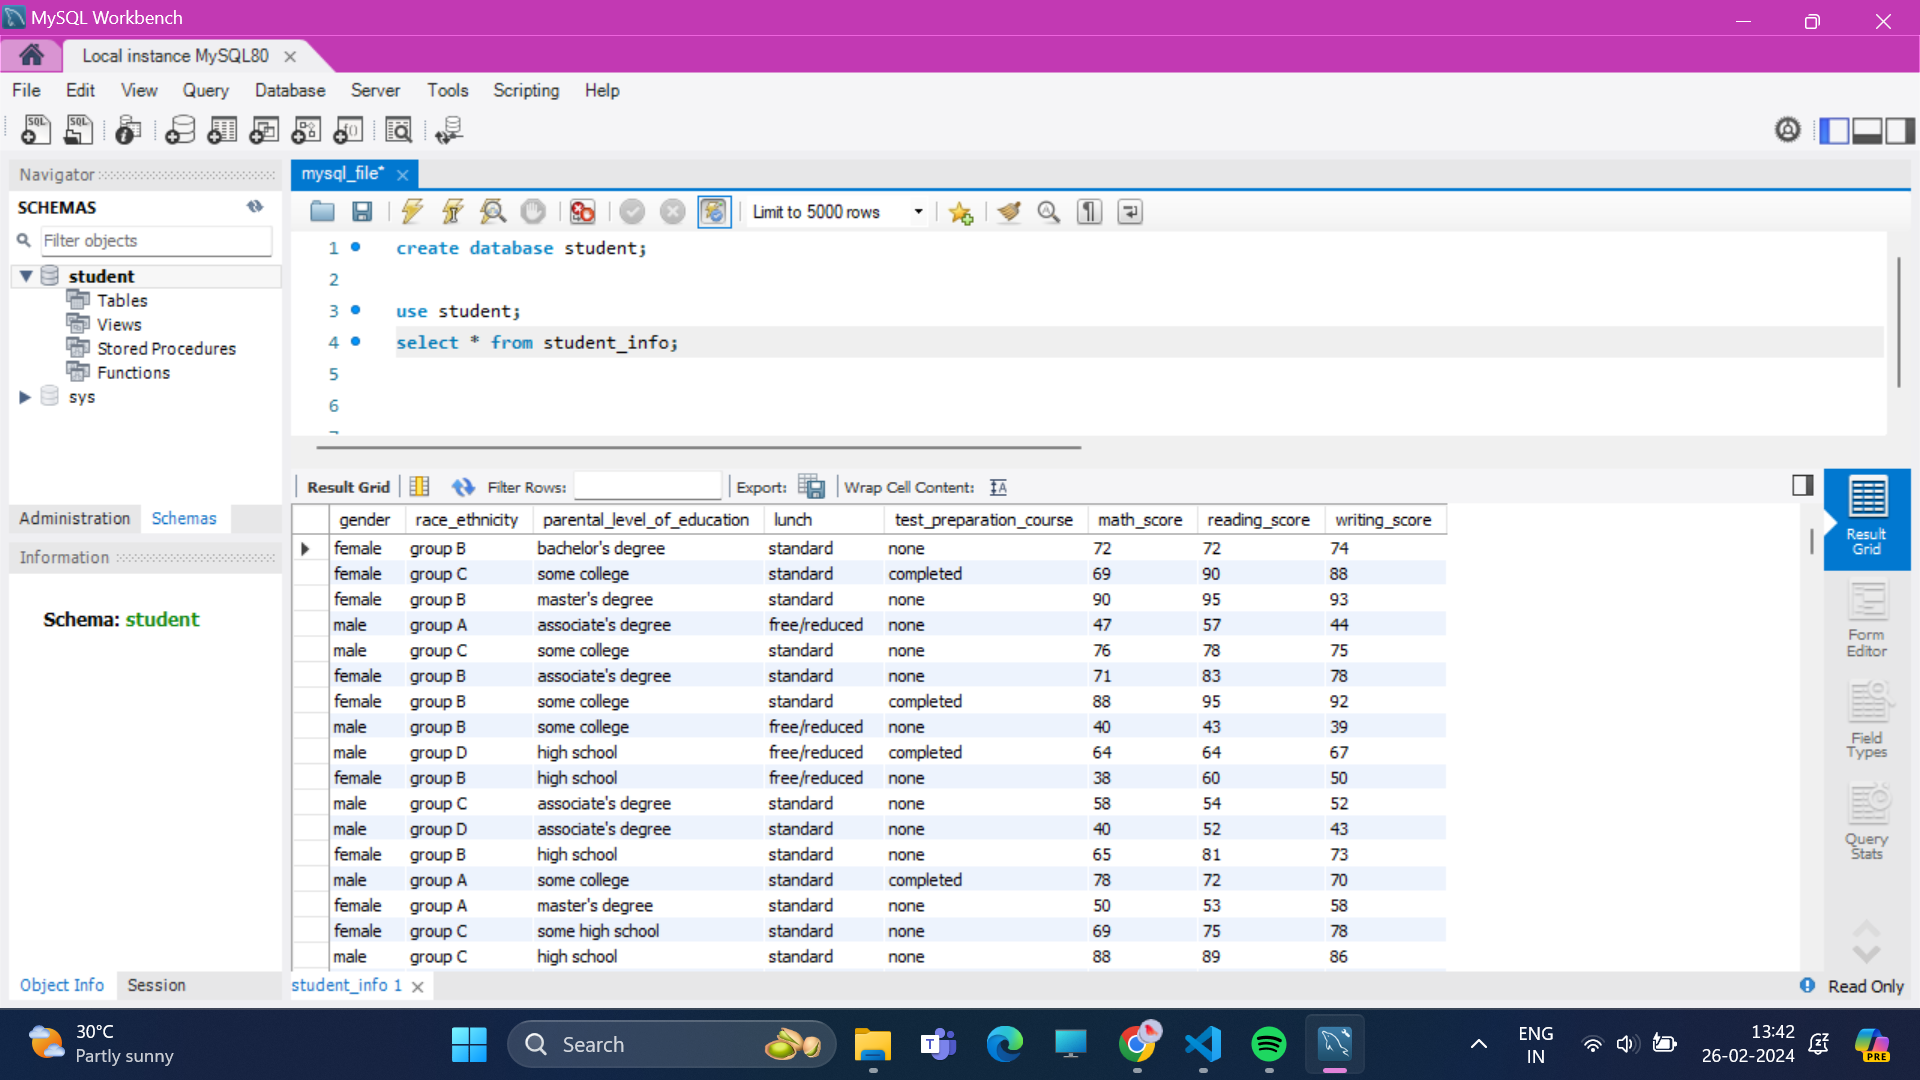 MySQL Workbench
Local instance MySQL80
File Edit View Query Database Server Tools Scripting Help
SQL SQL
Navigator
SCHEMAS
Filter objects
student
Tables
Views
Stored Procedures
Functions
sys
Administration Schemas
Information
Schema: student
Object Info Session
mysql_file*
Limit to 5000 rows
1 create database student;
2
3 use student;
4 select * from student_info;
5
6
Result Grid Filter Rows: Export: Wrap Cell Content:
gender race_ethnicity parental_level_of_education lunch test_preparation_course math_score reading_score writing_score
female group B bachelor's degree standard none 72 72 74
female group C some college standard completed 69 90 88
female group B master's degree standard none 90 95 93
male group A associate's degree free/reduced none 47 57 44
male group C some college standard none 76 78 75
female group B associate's degree standard none 71 83 78
female group B some college standard completed 88 95 92
male group B some college free/reduced none 40 43 39
male group D high school free/reduced completed 64 64 67
female group B high school free/reduced none 38 60 50
male group C associate's degree standard none 58 54 52
male group D associate's degree standard none 40 52 43
female group B high school standard none 65 81 73
male group A some college standard completed 78 72 70
female group A master's degree standard none 50 53 58
female group C some high school standard none 69 75 78
male group C high school standard none 88 89 86
student_info 1
Result
Grid
Form
Editor
Field
Types
Query
Stats
Read Only
30°C
Partly sunny
Search
ENG
IN
13:42
26-02-2024
PRE